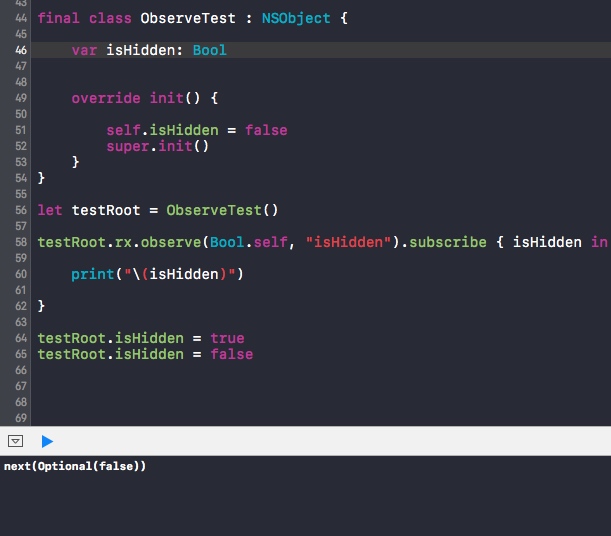 43
44 final class ObserveTest : NSObject {
45
46 var isHidden: Bool
47
48
49 override init() {
50
51 self.isHidden = false
52 super.init()
53 }
54 }
55
56 let testRoot = ObserveTest()
57
58 testRoot.rx.observe(Bool.self, "isHidden").subscribe { isHidden in
59
60 print("\(isHidden)")
61
62 }
63
64 testRoot.isHidden = true
65 testRoot.isHidden = false
66
67
68
69
next(Optional(false))